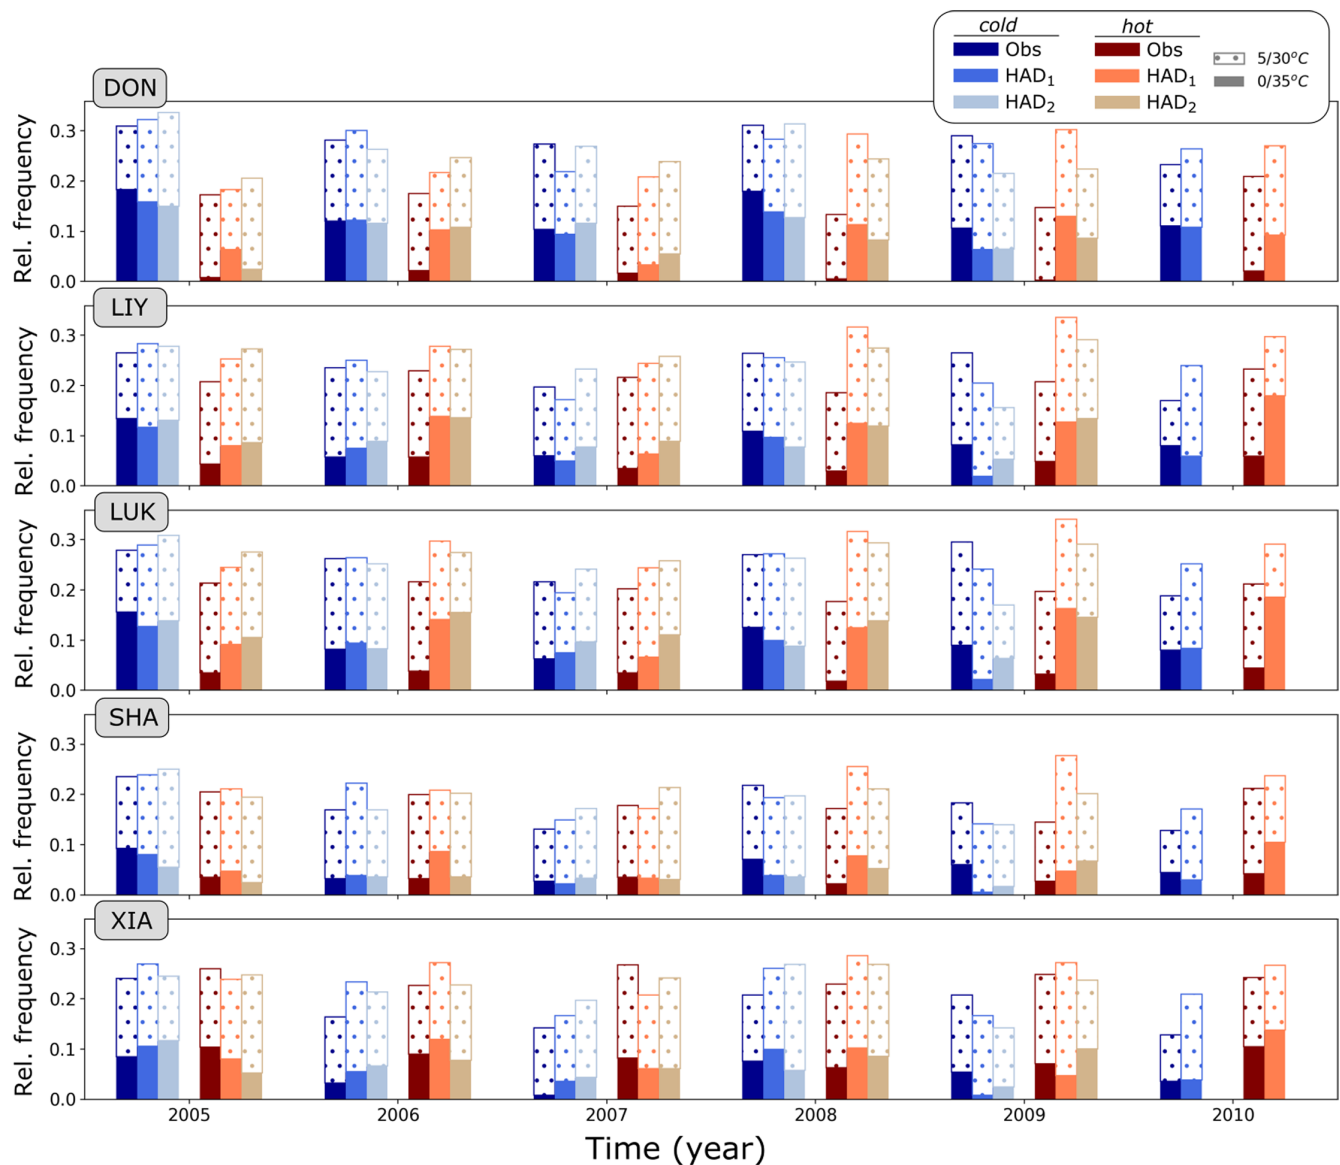 cold hot
Obs Obs 5/30°C
HAD1 HAD1 0/35°C
HAD2 HAD2
DON
Rel. frequency
0.3
0.2
0.1
0.0
LIY
Rel. frequency
0.3
0.2
0.1
0.0
LUK
Rel. frequency
0.3
0.2
0.1
0.0
SHA
Rel. frequency
0.3
0.2
0.1
0.0
XIA
Rel. frequency
0.3
0.2
0.1
0.0
2005 2006 2007 2008 2009 2010
Time (year)